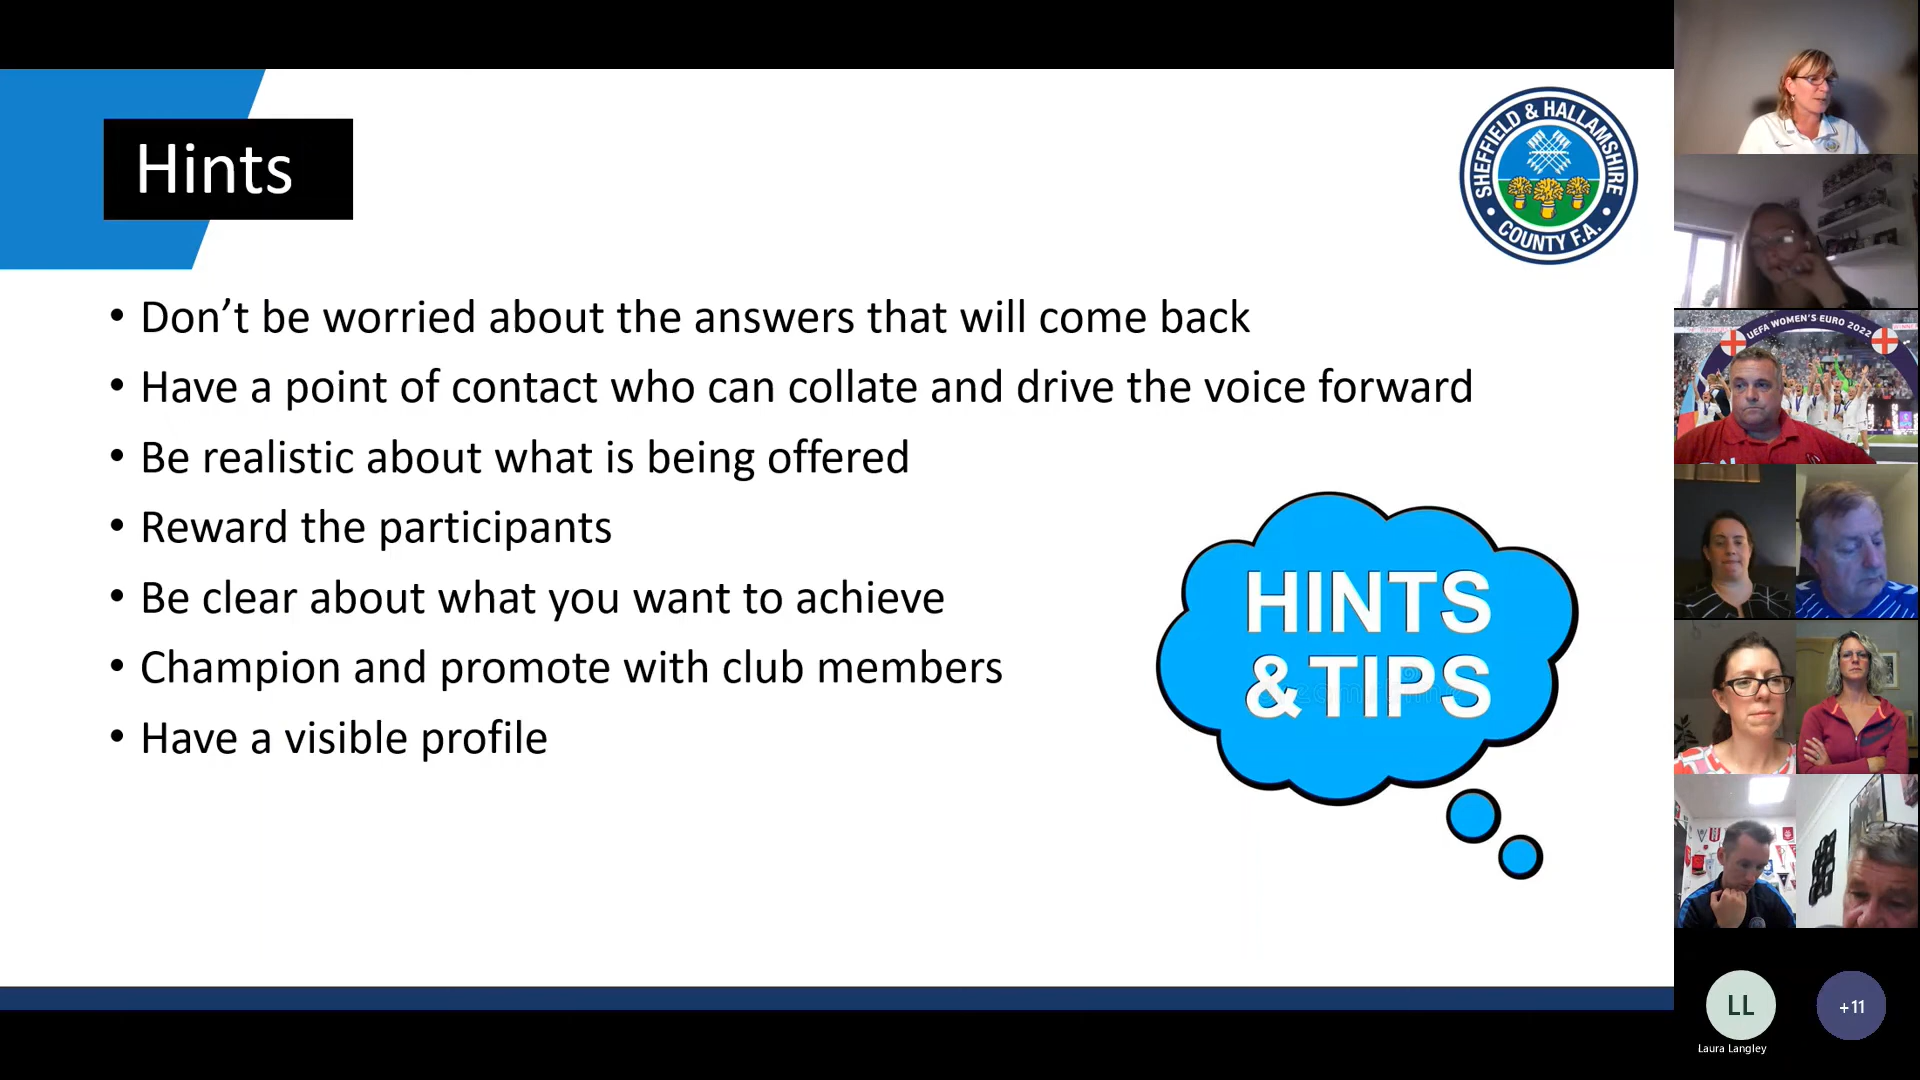 Hints
SHEFFIELD & HALLAMSHIRE
COUNTY F.A.
• Don’t be worried about the answers that will come back
• Have a point of contact who can collate and drive the voice forward
• Be realistic about what is being offered
• Reward the participants
• Be clear about what you want to achieve
• Champion and promote with club members
• Have a visible profile
HINTS
& TIPS
UEFA WOMEN'S EURO 2022
LL
+11
Laura Langley